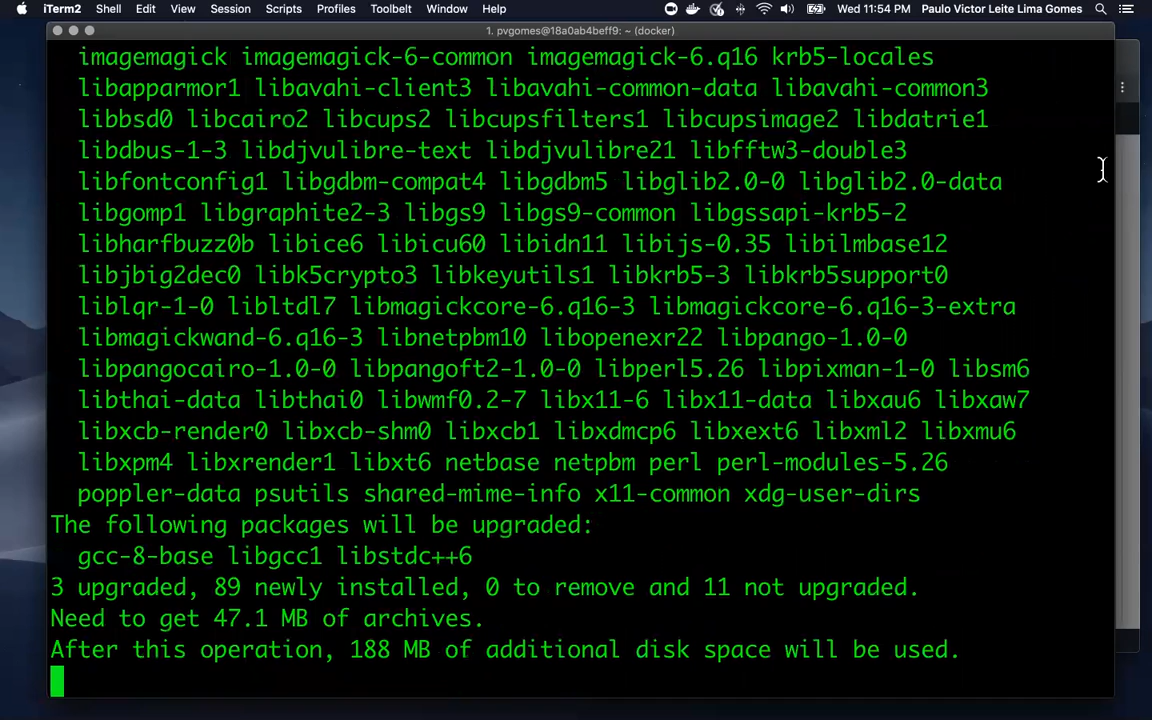 iTerm2 Shell Edit View Session Scripts Profiles Toolbelt Window Help Wed 11:54 PM Paulo Victor Leite Lima Gomes
1. pvgomes@18a0ab4beff9: ~ (docker)
imagemagick imagemagick-6-common imagemagick-6.q16 krb5-locales
libapparmor1 libavahi-client3 libavahi-common-data libavahi-common3
libbsd0 libcairo2 libcups2 libcupsfilters1 libcupsimage2 libdatrie1
libdbus-1-3 libdjvulibre-text libdjvulibre21 libfftw3-double3
libfontconfig1 libgdbm-compat4 libgdbm5 libglib2.0-0 libglib2.0-data
libgomp1 libgraphite2-3 libgs9 libgs9-common libgssapi-krb5-2
libharfbuzz0b libice6 libicu60 libidn11 libijs-0.35 libilmbase12
libjbig2dec0 libk5crypto3 libkeyutils1 libkrb5-3 libkrb5support0
liblqr-1-0 libltdl7 libmagickcore-6.q16-3 libmagickcore-6.q16-3-extra
libmagickwand-6.q16-3 libnetpbm10 libopenexr22 libpango-1.0-0
libpangocairo-1.0-0 libpangoft2-1.0-0 libperl5.26 libpixman-1-0 libsm6
libthai-data libthai0 libwmf0.2-7 libx11-6 libx11-data libxau6 libxaw7
libxcb-render0 libxcb-shm0 libxcb1 libxdmcp6 libxext6 libxml2 libxmu6
libxpm4 libxrender1 libxt6 netbase netpbm perl perl-modules-5.26
poppler-data psutils shared-mime-info x11-common xdg-user-dirs
The following packages will be upgraded:
gcc-8-base libgcc1 libstdc++6
3 upgraded, 89 newly installed, 0 to remove and 11 not upgraded.
Need to get 47.1 MB of archives.
After this operation, 188 MB of additional disk space will be used.